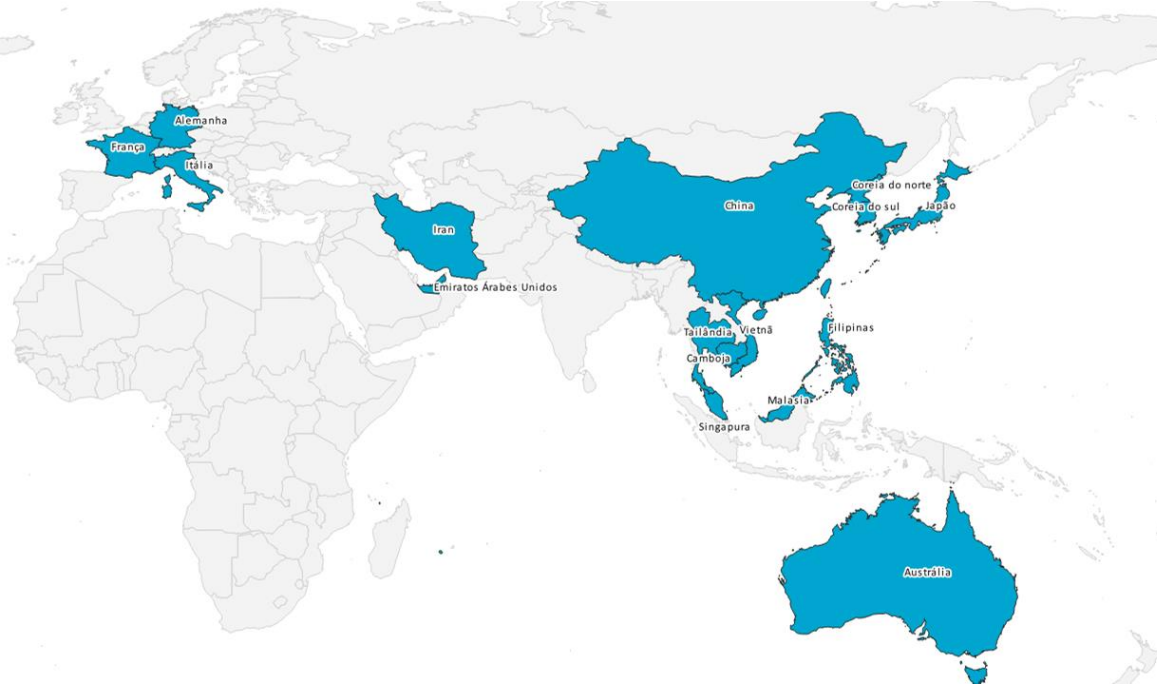 Alemanha
França
Itália
Coreia do norte
China
Coreia do sul
Japão
Iran
Emiratos Árabes Unidos
Filipinas
Tailândia
Vietnã
Camboja
Malasia
Singapura
Austrália